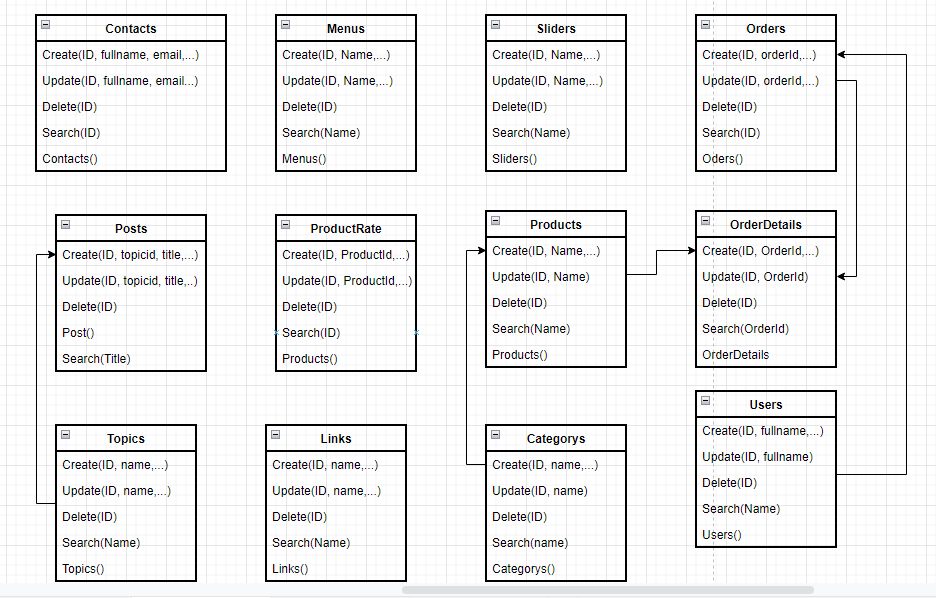 Contacts
Create(ID, fullname, email,...)
Update(ID, fullname, email...)
Delete(ID)
Search(ID)
Contacts()
Menus
Create(ID, Name,...)
Update(ID, Name,...)
Delete(ID)
Search(Name)
Menus()
Sliders
Create(ID, Name,...)
Update(ID, Name,...)
Delete(ID)
Search(Name)
Sliders()
Orders
Create(ID, orderId,...)
Update(ID, orderId,...)
Delete(ID)
Search(ID)
Oders()
Posts
Create(ID, topicid, title,...)
Update(ID, topicid, title,..)
Delete(ID)
Post()
Search(Title)
ProductRate
Create(ID, ProductId,...)
Update(ID, ProductId,...)
Delete(ID)
Search(ID)
Products()
Products
Create(ID, Name,...)
Update(ID, Name)
Delete(ID)
Search(Name)
Products()
OrderDetails
Create(ID, OrderId,...)
Update(ID, OrderId)
Delete(ID)
Search(OrderId)
OrderDetails
Topics
Create(ID, name,...)
Update(ID, name,...)
Delete(ID)
Search(Name)
Topics()
Links
Create(ID, name,...)
Update(ID, name,...)
Delete(ID)
Search(Name)
Links()
Categorys
Create(ID, name,...)
Update(ID, name)
Delete(ID)
Search(name)
Categorys()
Users
Create(ID, fullname,...)
Update(ID, fullname)
Delete(ID)
Search(Name)
Users()